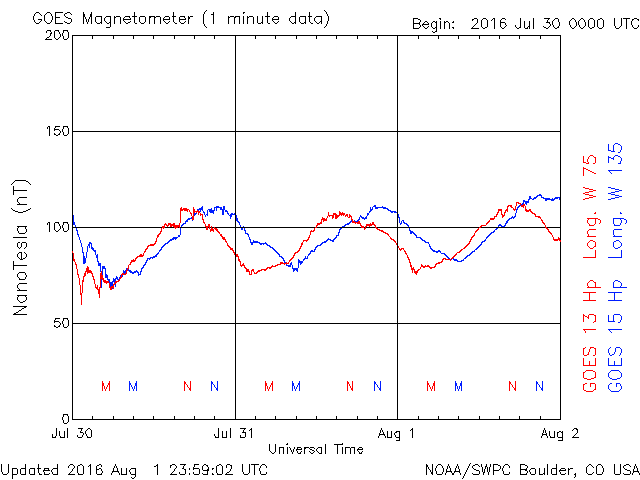 GOES Magnetometer (1 minute data)
Begin: 2016 Jul 30 0000 UTC
200
150
100
50
0
NanoTesla (nT)
M M N N M M N N M M N N
Jul 30 Jul 31 Aug 1 Aug 2
Universal Time
GOES 13 Hp Long. W 75
GOES 15 Hp Long. W 135
Updated 2016 Aug 1 23:59:02 UTC
NOAA/SWPC Boulder, CO USA